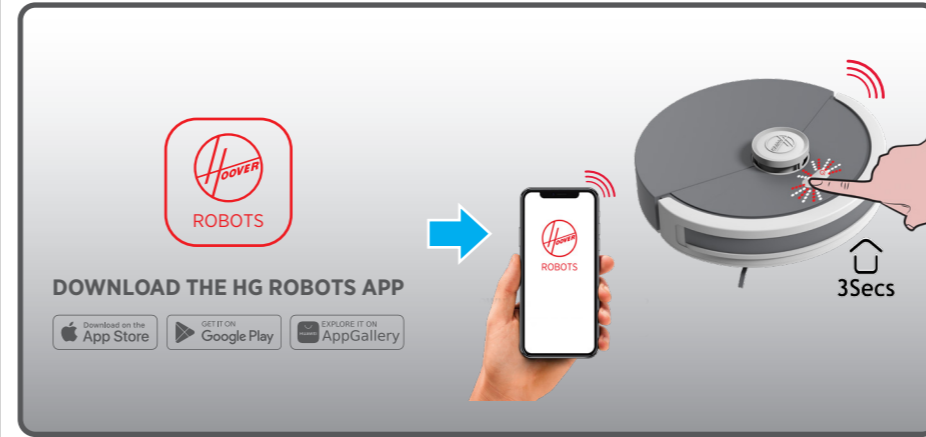 HOOVER
ROBOTS
DOWNLOAD THE HG ROBOTS APP
Download on the
App Store
GET IT ON
Google Play
HUAWEI
EXPLORE IT ON
AppGallery
HOOVER
ROBOTS
3Secs